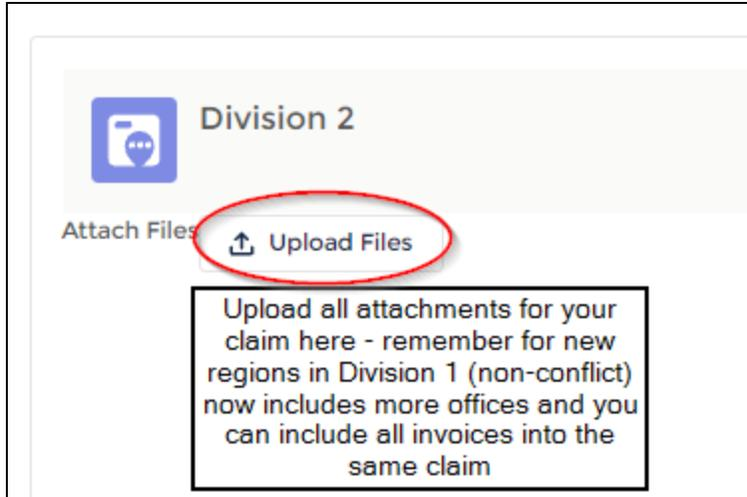 Division 2
Attach Files
Upload Files
Upload all attachments for your
claim here - remember for new
regions in Division 1 (non-conflict)
now includes more offices and you
can include all invoices into the
same claim